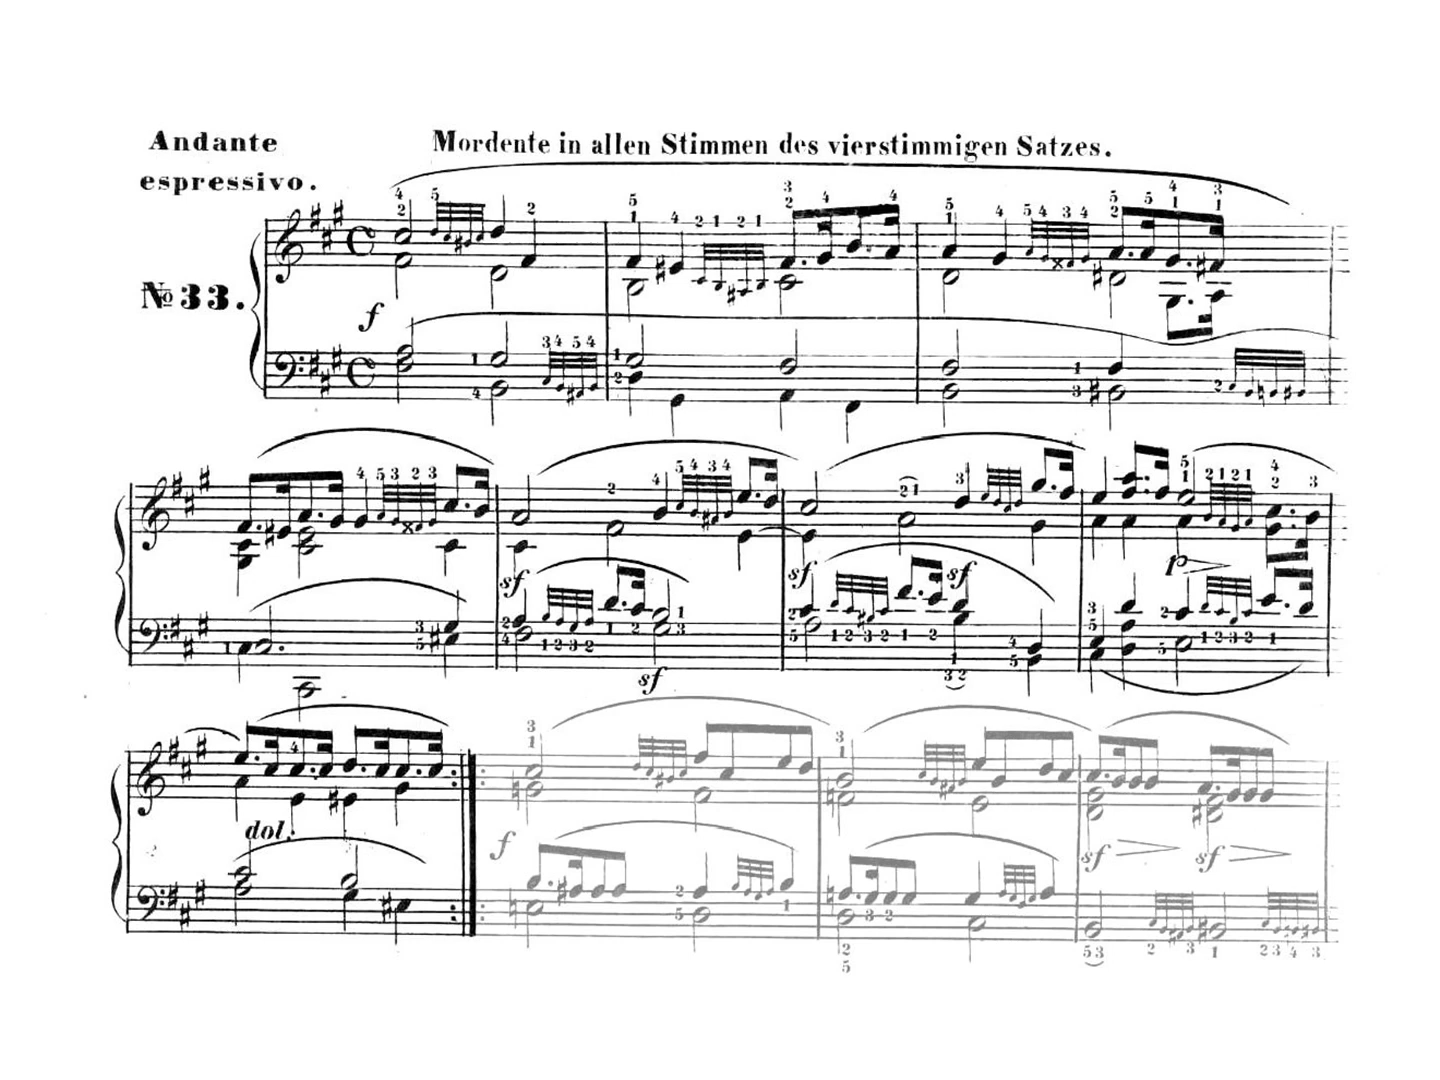 Andante
espressivo.
Mordente in allen Stimmen des vierstimmigen Satzes.
№ 33.
f
sf sf sf sf p
dol.
f sf sf